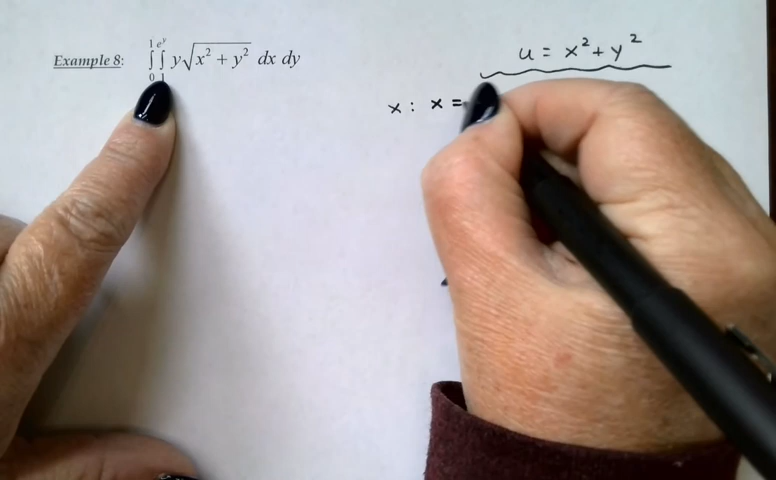 Example 8: ∫₀¹ ∫₁^{e^y} y√(x² + y²) dx dy
u = x² + y²
x : x =